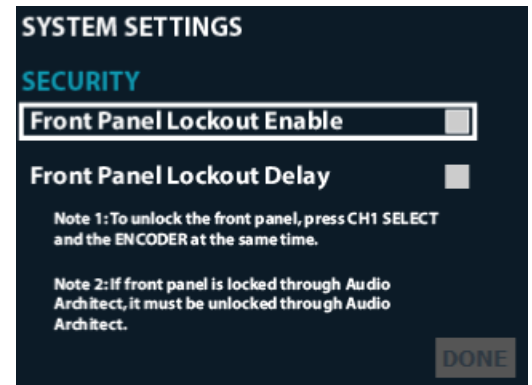 SYSTEM SETTINGS
SECURITY
Front Panel Lockout Enable
Front Panel Lockout Delay
Note 1: To unlock the front panel, press CH1 SELECT
and the ENCODER at the same time.
Note 2: If front panel is locked through Audio
Architect, it must be unlocked through Audio
Architect.
DONE